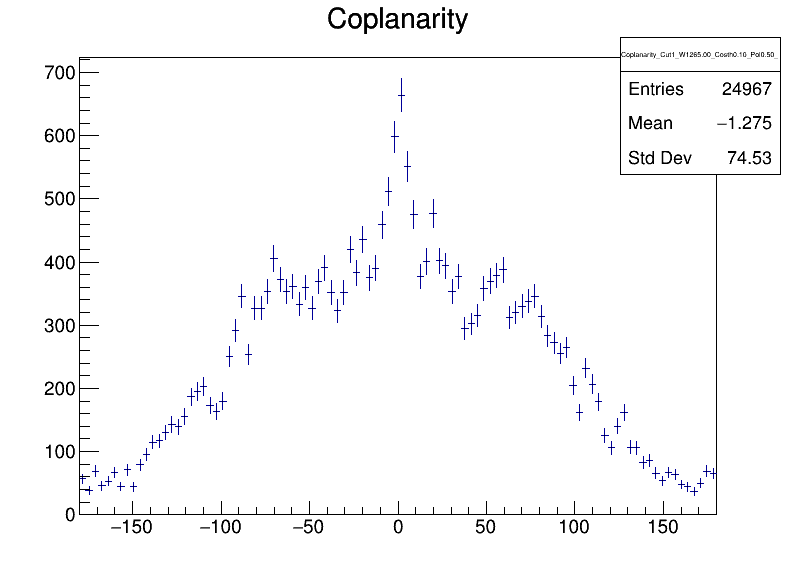 Coplanarity
Coplanarity_Cut1_W1265.00_Costh0.10_Pol0.50_
Entries 24967
Mean −1.275
Std Dev 74.53
700
600
500
400
300
200
100
0
−150 −100 −50 0 50 100 150